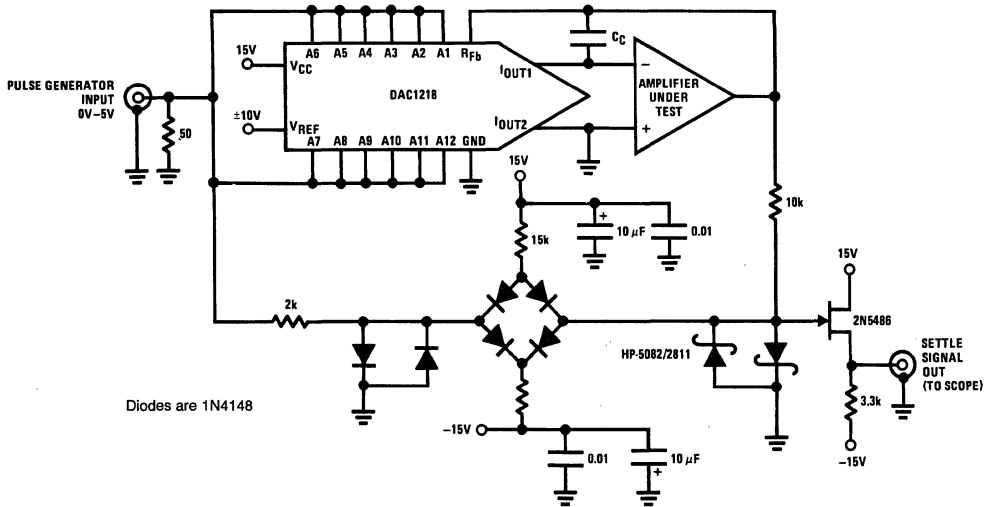 A6 A5 A4 A3 A2 A1 RFb
15V
VCC
IOUT1
CC
PULSE GENERATOR
INPUT
0V–5V
DAC1218
AMPLIFIER
UNDER
TEST
−
+
50
±10V
VREF
IOUT2
A7 A8 A9 A10 A11 A12 GND
15V
10k
15k
+
10 μF
0.01
15V
2k
2N5486
HP-5082/2811
SETTLE
SIGNAL
OUT
(TO SCOPE)
Diodes are 1N4148
3.3k
−15V
0.01
10 μF
+
−15V